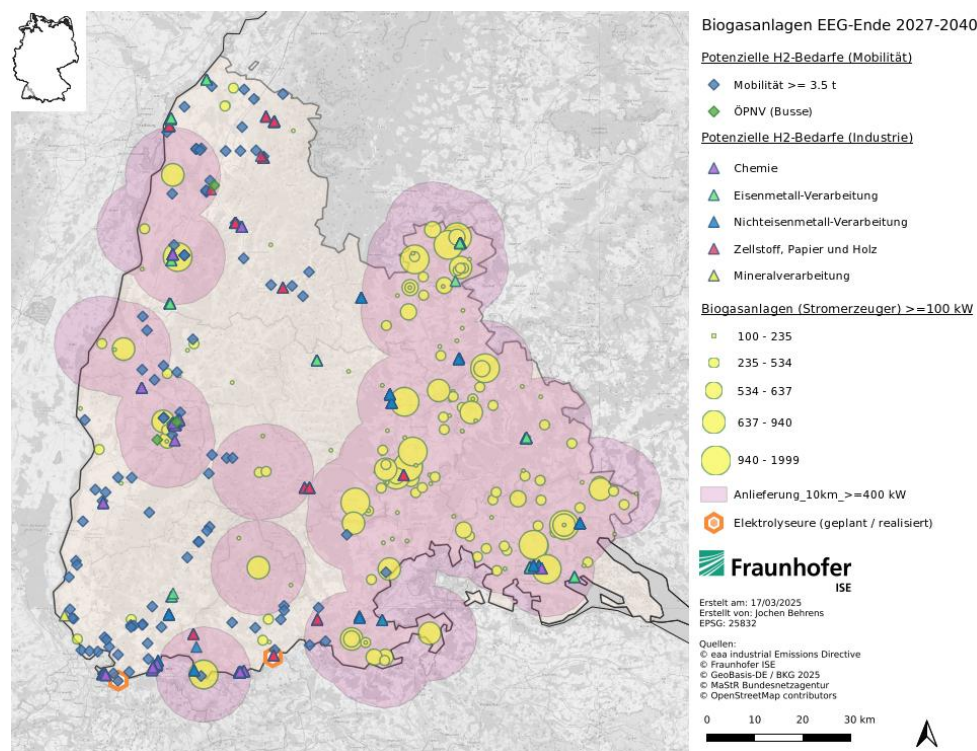 Biogasanlagen EEG-Ende 2027-2040
Potenzielle H2-Bedarfe (Mobilität)
Mobilität >= 3.5 t
ÖPNV (Busse)
Potenzielle H2-Bedarfe (Industrie)
Chemie
Eisenmetall-Verarbeitung
Nichteisenmetall-Verarbeitung
Zellstoff, Papier und Holz
Mineralverarbeitung
Biogasanlagen (Stromerzeuger) >=100 kW
100 - 235
235 - 534
534 - 637
637 - 940
940 - 1999
Anlieferung_10km_>=400 kW
Elektrolyseure (geplant / realisiert)
Fraunhofer
ISE
Erstellt am: 17/03/2025
Erstellt von: Jochen Behrens
EPSG: 25832
Quellen:
© eaa industrial Emissions Directive
© Fraunhofer ISE
© GeoBasis-DE / BKG 2025
© MaStR Bundesnetzagentur
© OpenStreetMap contributors
0 10 20 30 km